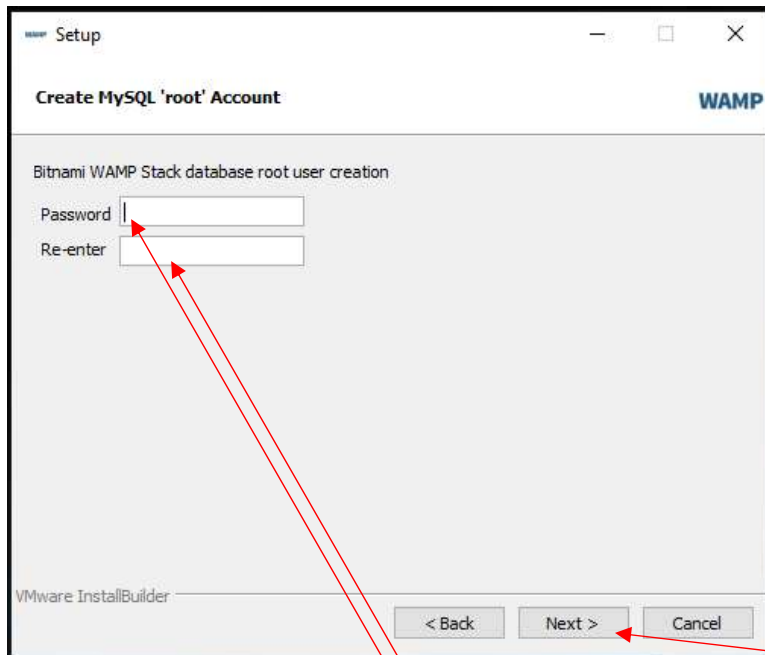 WAMP Setup
Create MySQL 'root' Account
WAMP
Bitnami WAMP Stack database root user creation
Password
Re-enter
VMware InstallBuilder
< Back Next > Cancel